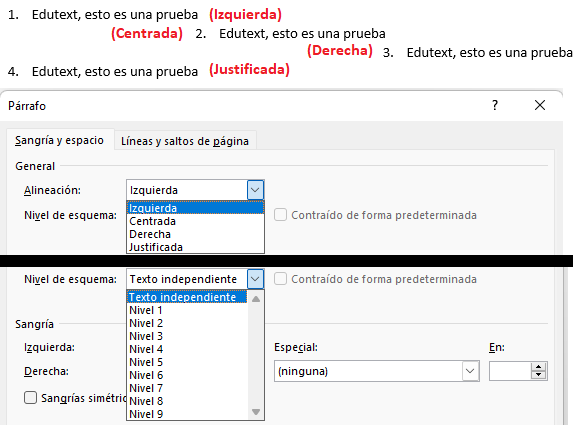 1. Edutext, esto es una prueba (Izquierda)
(Centrada) 2. Edutext, esto es una prueba
(Derecha) 3. Edutext, esto es una prueba
4. Edutext, esto es una prueba (Justificada)
Párrafo ? ×
Sangría y espacio Líneas y saltos de página
General
Alineación: Izquierda
Izquierda
Nivel de esquema: Contraído de forma predeterminada
Centrada
Derecha
Justificada
Nivel de esquema: Texto independiente Contraído de forma predeterminada
Texto independiente
Nivel 1
Nivel 2
Sangría
Nivel 3
Izquierda: Nivel 4 Especial: En:
Nivel 5
Derecha: Nivel 6 (ninguna)
Nivel 7
Sangrías simétric Nivel 8
Nivel 9